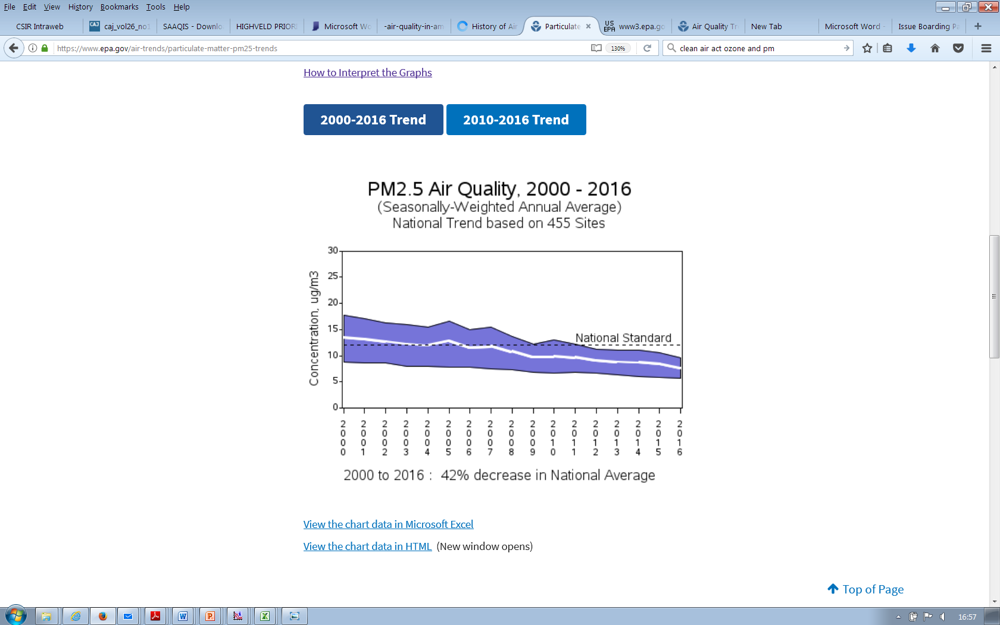 File Edit View History Bookmarks Tools Help
CSIR Intraweb
CAJ caj_vol26_no1
SAAQIS - Downlo
HIGHVELD PRIOR
Microsoft Wo
-air-quality-in-am
History of Air
Particulate
US EPA www3.epa.go
Air Quality Tr
New Tab
Microsoft Word -
Issue Boarding Pa
https://www.epa.gov/air-trends/particulate-matter-pm25-trends
130%
clean air act ozone and pm
How to Interpret the Graphs
2000-2016 Trend 2010-2016 Trend
PM2.5 Air Quality, 2000 - 2016
(Seasonally-Weighted Annual Average)
National Trend based on 455 Sites
Concentration, ug/m3
30
25
20
15
10
5
0
National Standard
2000 2001 2002 2003 2004 2005 2006 2007 2008 2009 2010 2011 2012 2013 2014 2015 2016
2000 to 2016 : 42% decrease in National Average
View the chart data in Microsoft Excel
View the chart data in HTML (New window opens)
Top of Page
16:57